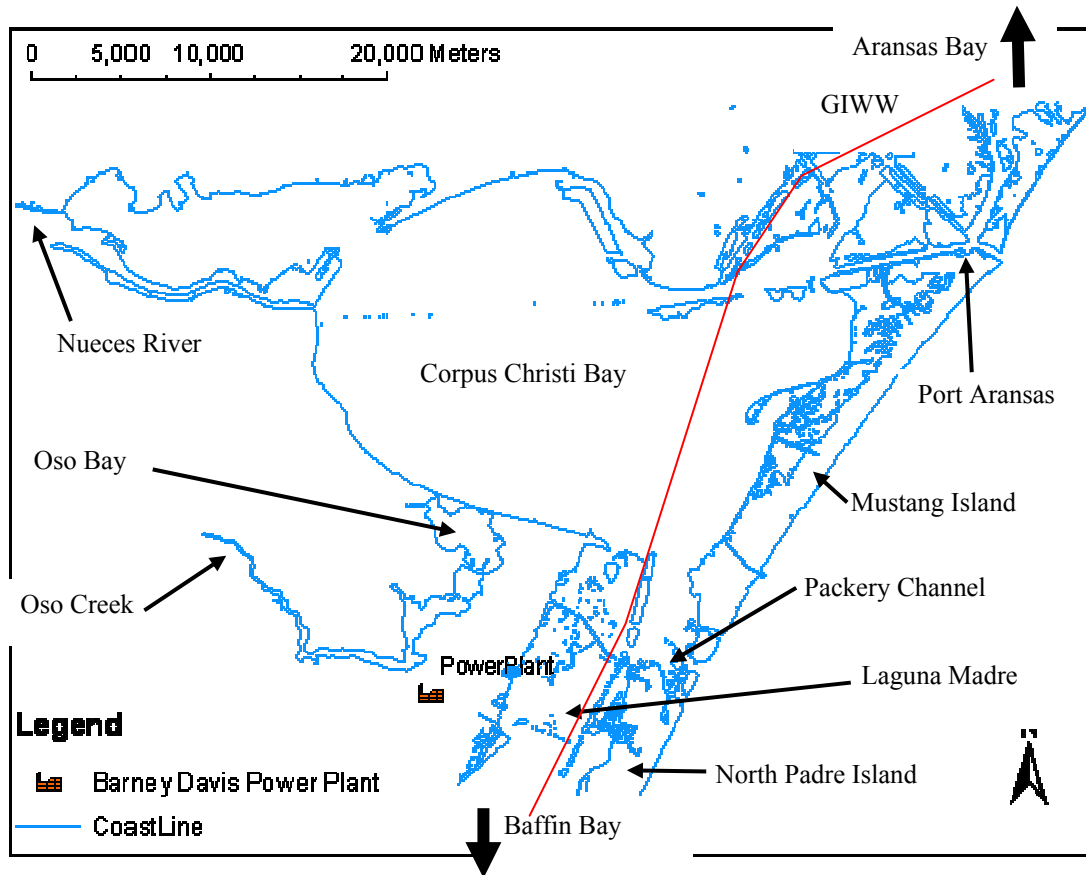 0 5,000 10,000 20,000 Meters
Aransas Bay
GIWW
Nueces River
Corpus Christi Bay
Port Aransas
Oso Bay
Mustang Island
Oso Creek
Packery Channel
PowerPlant
Laguna Madre
Legend
North Padre Island
Barney Davis Power Plant
CoastLine
Baffin Bay
N